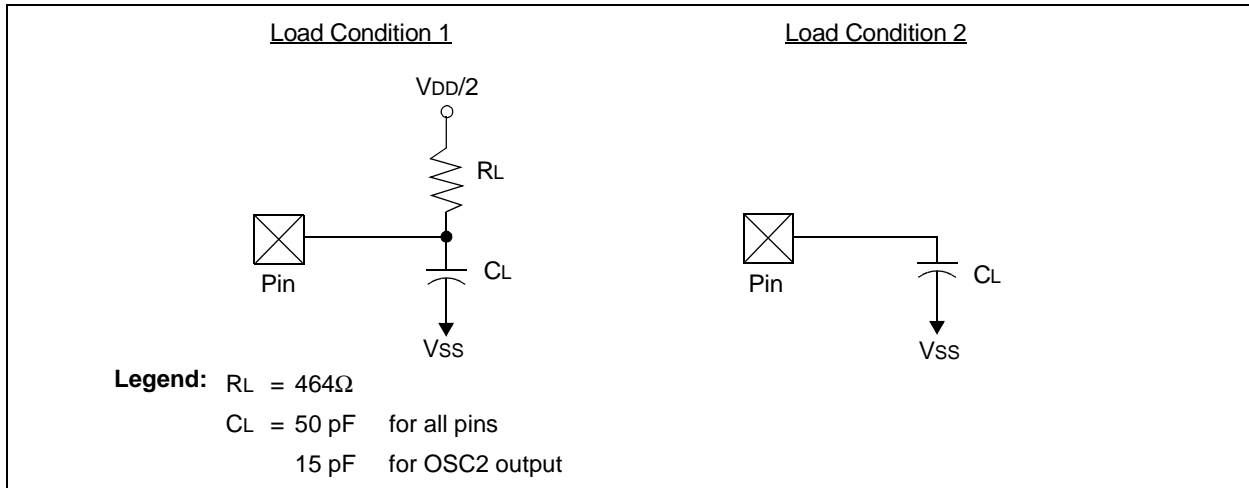 Load Condition 1
VDD/2
RL
Pin
CL
VSS
Load Condition 2
Pin
CL
VSS
Legend: RL = 464Ω
CL = 50 pF for all pins
15 pF for OSC2 output